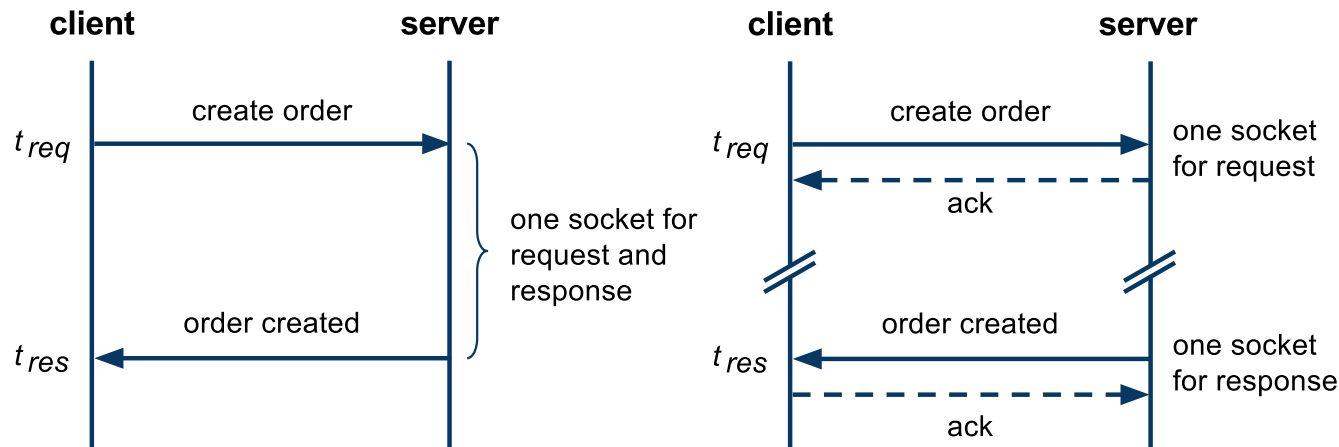 client
server
create order
t req
one socket for
request and
response
order created
t res
client
server
create order
t req
one socket
for request
ack
order created
t res
one socket
for response
ack